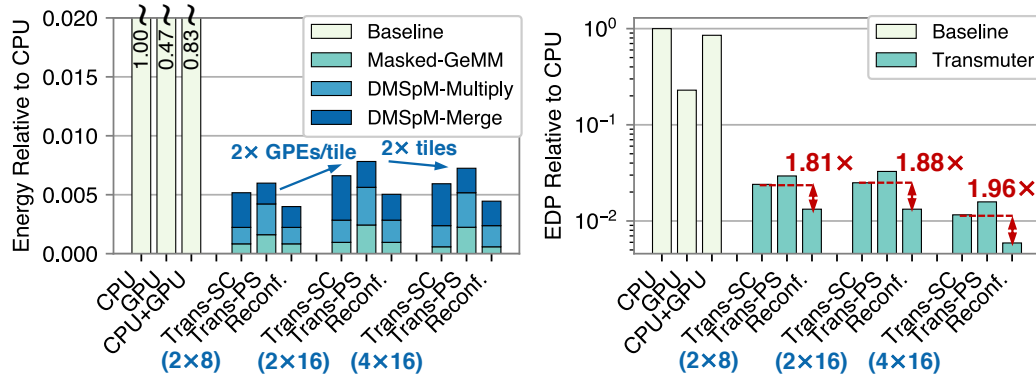 Energy Relative to CPU
0.020
0.015
0.010
0.005
0.000
1.00
0.47
0.83
Baseline
Masked-GeMM
DMSpM-Multiply
DMSpM-Merge
2× GPEs/tile
2× tiles
CPU
GPU
CPU+GPU
Trans-SC
Trans-PS
Reconf.
Trans-SC
Trans-PS
Reconf.
Trans-SC
Trans-PS
Reconf.
(2×8)
(2×16)
(4×16)
EDP Relative to CPU
10⁰
10⁻¹
10⁻²
Baseline
Transmuter
1.81×
1.88×
1.96×
CPU
GPU
CPU+GPU
Trans-SC
Trans-PS
Reconf.
Trans-SC
Trans-PS
Reconf.
Trans-SC
Trans-PS
Reconf.
(2×8)
(2×16)
(4×16)